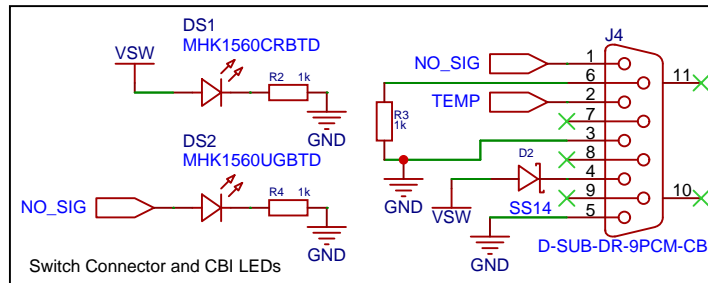 DS1
MHK1560CRBTD
VSW
R2 1k
GND
DS2
MHK1560UGBTD
NO_SIG
R4 1k
GND
Switch Connector and CBI LEDs
J4
NO_SIG
1
6
11
TEMP
2
R3
1k
7
3
8
D2
4
GND
VSW
SS14
9
10
5
GND
D-SUB-DR-9PCM-CB